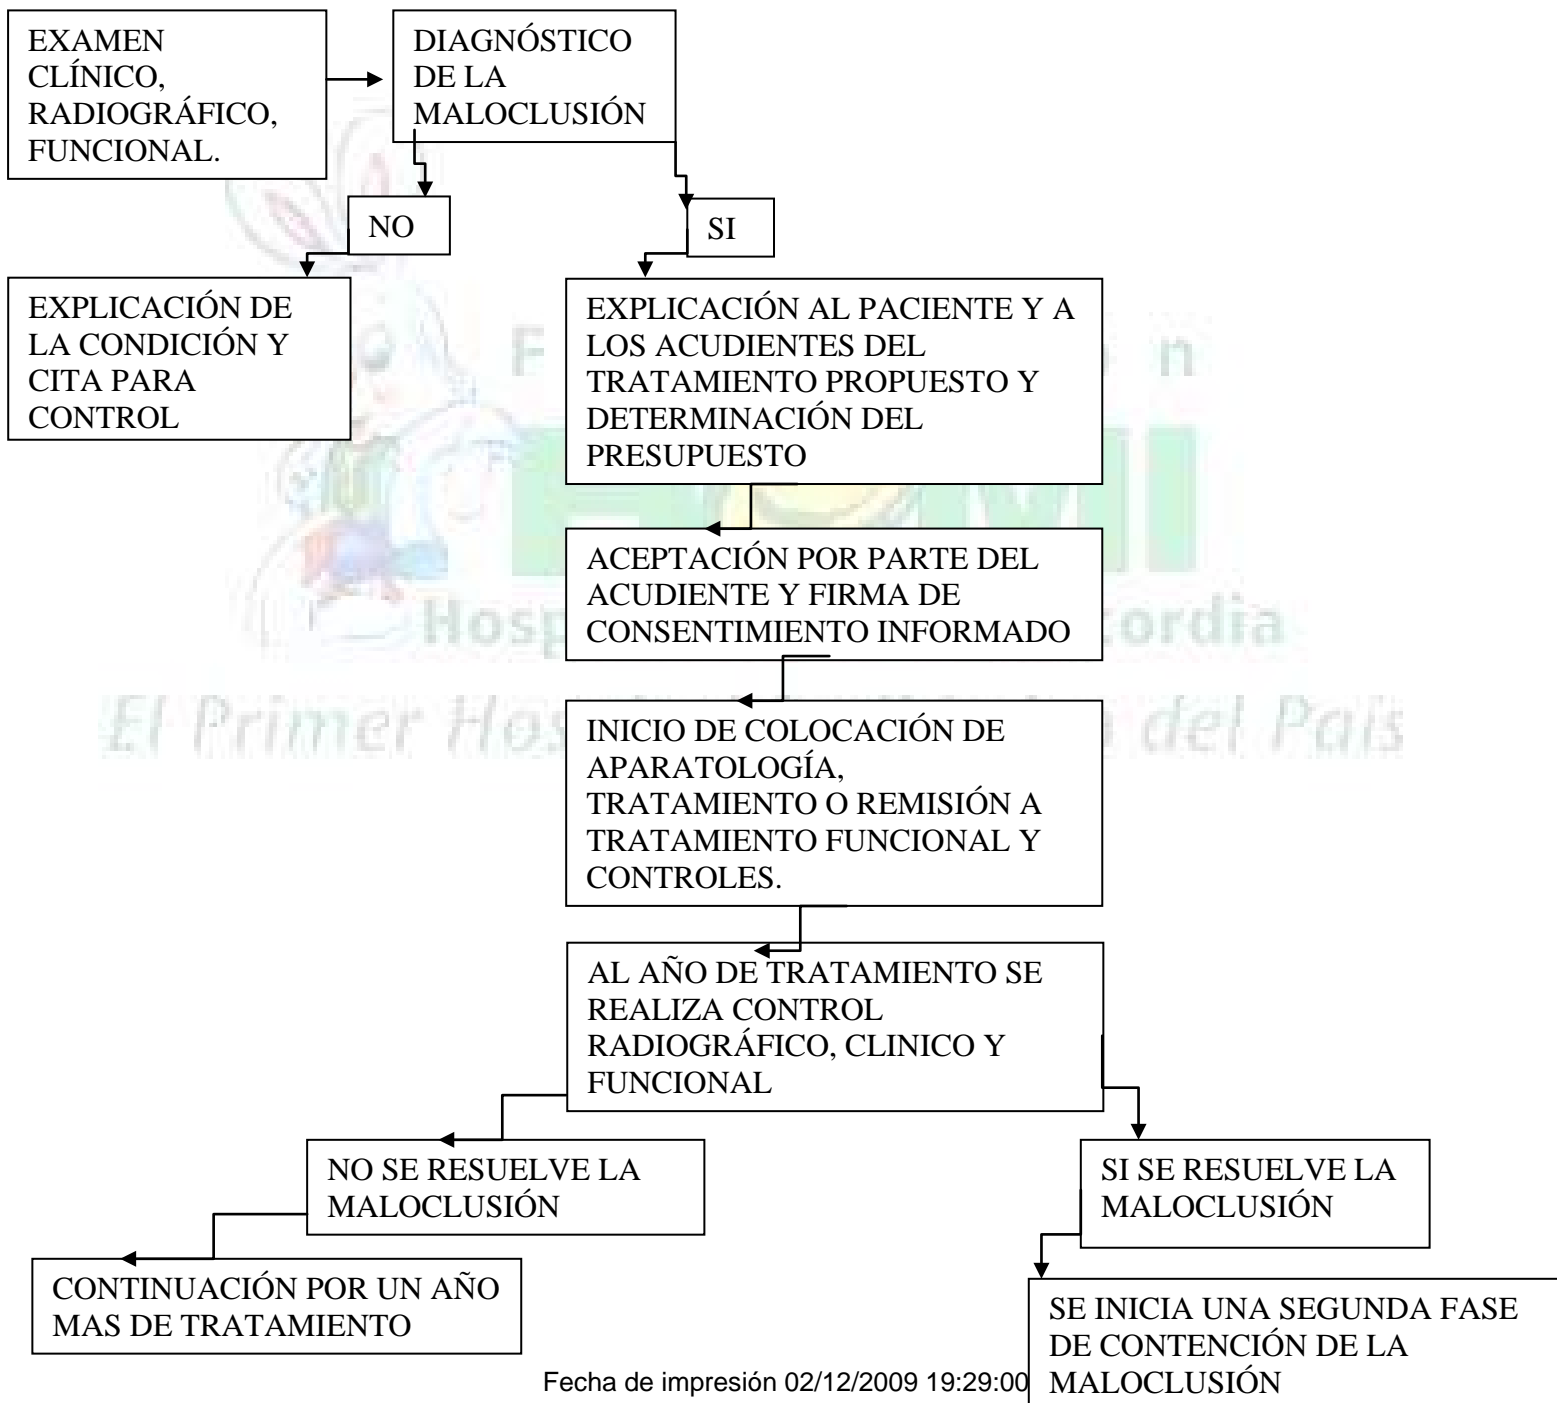 EXAMEN
CLÍNICO,
RADIOGRÁFICO,
FUNCIONAL.
DIAGNÓSTICO
DE LA
MALOCLUSIÓN
NO
SI
EXPLICACIÓN DE
LA CONDICIÓN Y
CITA PARA
CONTROL
EXPLICACIÓN AL PACIENTE Y A
LOS ACUDIENTES DEL
TRATAMIENTO PROPUESTO Y
DETERMINACIÓN DEL
PRESUPUESTO
ACEPTACIÓN POR PARTE DEL
ACUDIENTE Y FIRMA DE
CONSENTIMIENTO INFORMADO
INICIO DE COLOCACIÓN DE
APARATOLOGÍA,
TRATAMIENTO O REMISIÓN A
TRATAMIENTO FUNCIONAL Y
CONTROLES.
El Primer del País
AL AÑO DE TRATAMIENTO SE
REALIZA CONTROL
RADIOGRÁFICO, CLINICO Y
FUNCIONAL
NO SE RESUELVE LA
MALOCLUSIÓN
SI SE RESUELVE LA
MALOCLUSIÓN
CONTINUACIÓN POR UN AÑO
MAS DE TRATAMIENTO
SE INICIA UNA SEGUNDA FASE
DE CONTENCIÓN DE LA
MALOCLUSIÓN
Fecha de impresión 02/12/2009 19:29:00